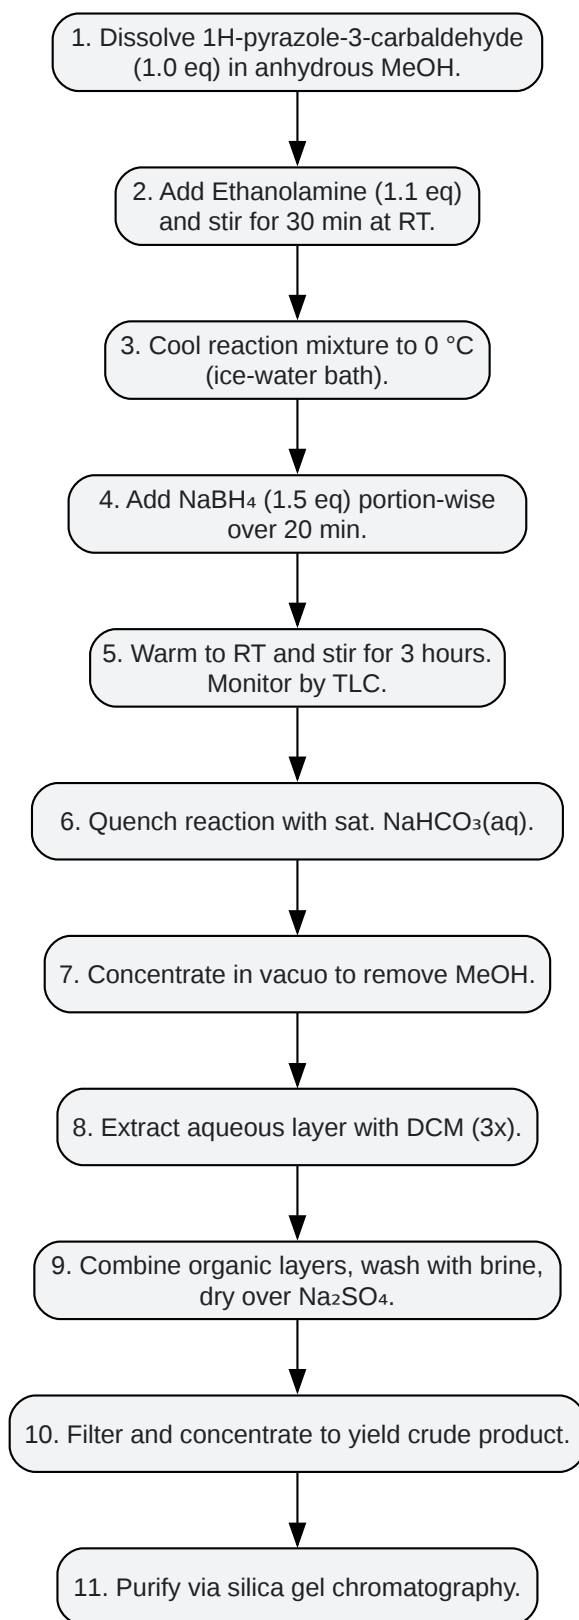 1. Dissolve 1H-pyrazole-3-carbaldehyde
(1.0 eq) in anhydrous MeOH.
2. Add Ethanolamine (1.1 eq)
and stir for 30 min at RT.
3. Cool reaction mixture to 0 °C
(ice-water bath).
4. Add NaBH₄ (1.5 eq) portion-wise
over 20 min.
5. Warm to RT and stir for 3 hours.
Monitor by TLC.
6. Quench reaction with sat. NaHCO₃(aq).
7. Concentrate in vacuo to remove MeOH.
8. Extract aqueous layer with DCM (3x).
9. Combine organic layers, wash with brine,
dry over Na₂SO₄.
10. Filter and concentrate to yield crude product.
11. Purify via silica gel chromatography.